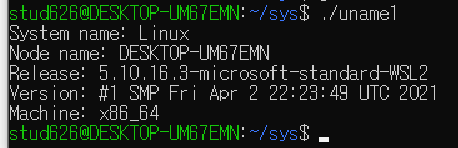 stud626@DESKTOP-UM67EMN:~/sys$ ./uname1
System name: Linux
Node name: DESKTOP-UM67EMN
Release: 5.10.16.3-microsoft-standard-WSL2
Version: #1 SMP Fri Apr 2 22:23:49 UTC 2021
Machine: x86_64
stud626@DESKTOP-UM67EMN:~/sys$